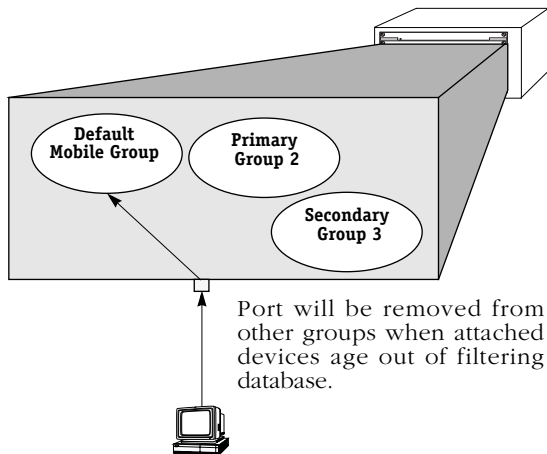 Default
Mobile Group
Primary
Group 2
Secondary
Group 3
Port will be removed from
other groups when attached
devices age out of filtering
database.